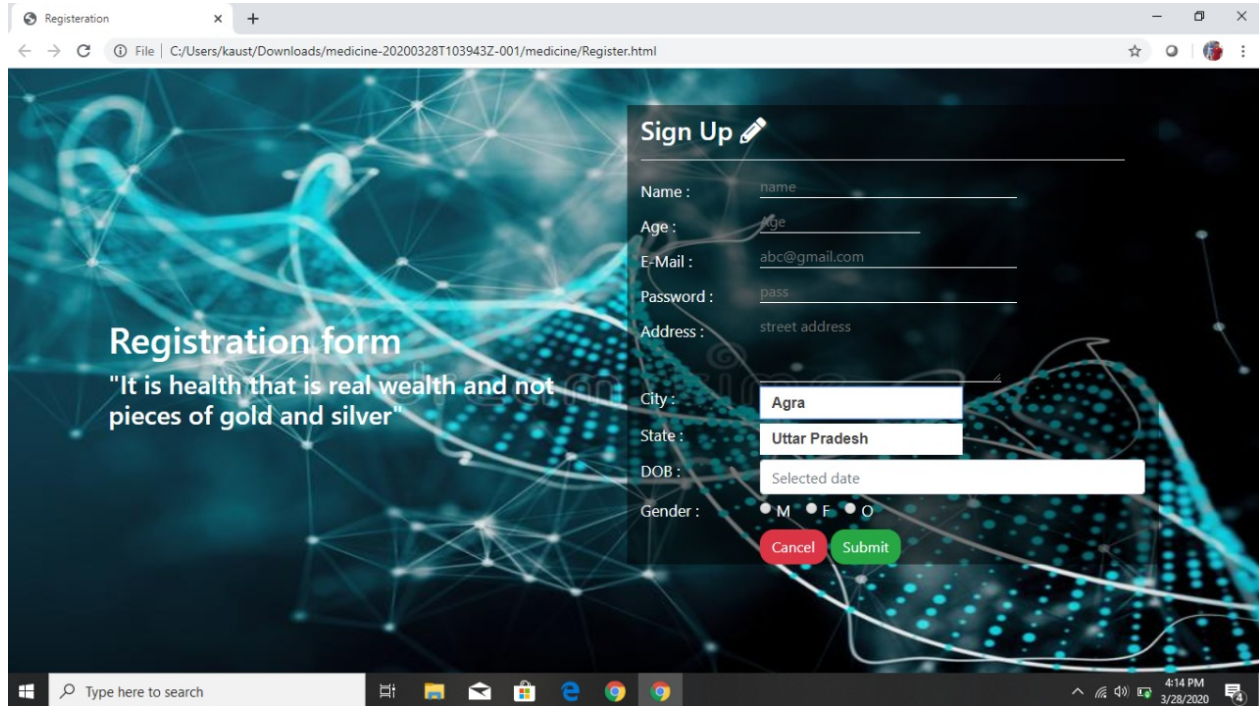 Registeration
File | C:/Users/kaust/Downloads/medicine-20200328T103943Z-001/medicine/Register.html
Sign Up
Name : name
Age : Age
E-Mail : abc@gmail.com
Password : pass
Address : street address
Registration form
"It is health that is real wealth and not
pieces of gold and silver"
City : Agra
State : Uttar Pradesh
DOB : Selected date
Gender : M F O
Cancel Submit
Type here to search
4:14 PM
3/28/2020
4